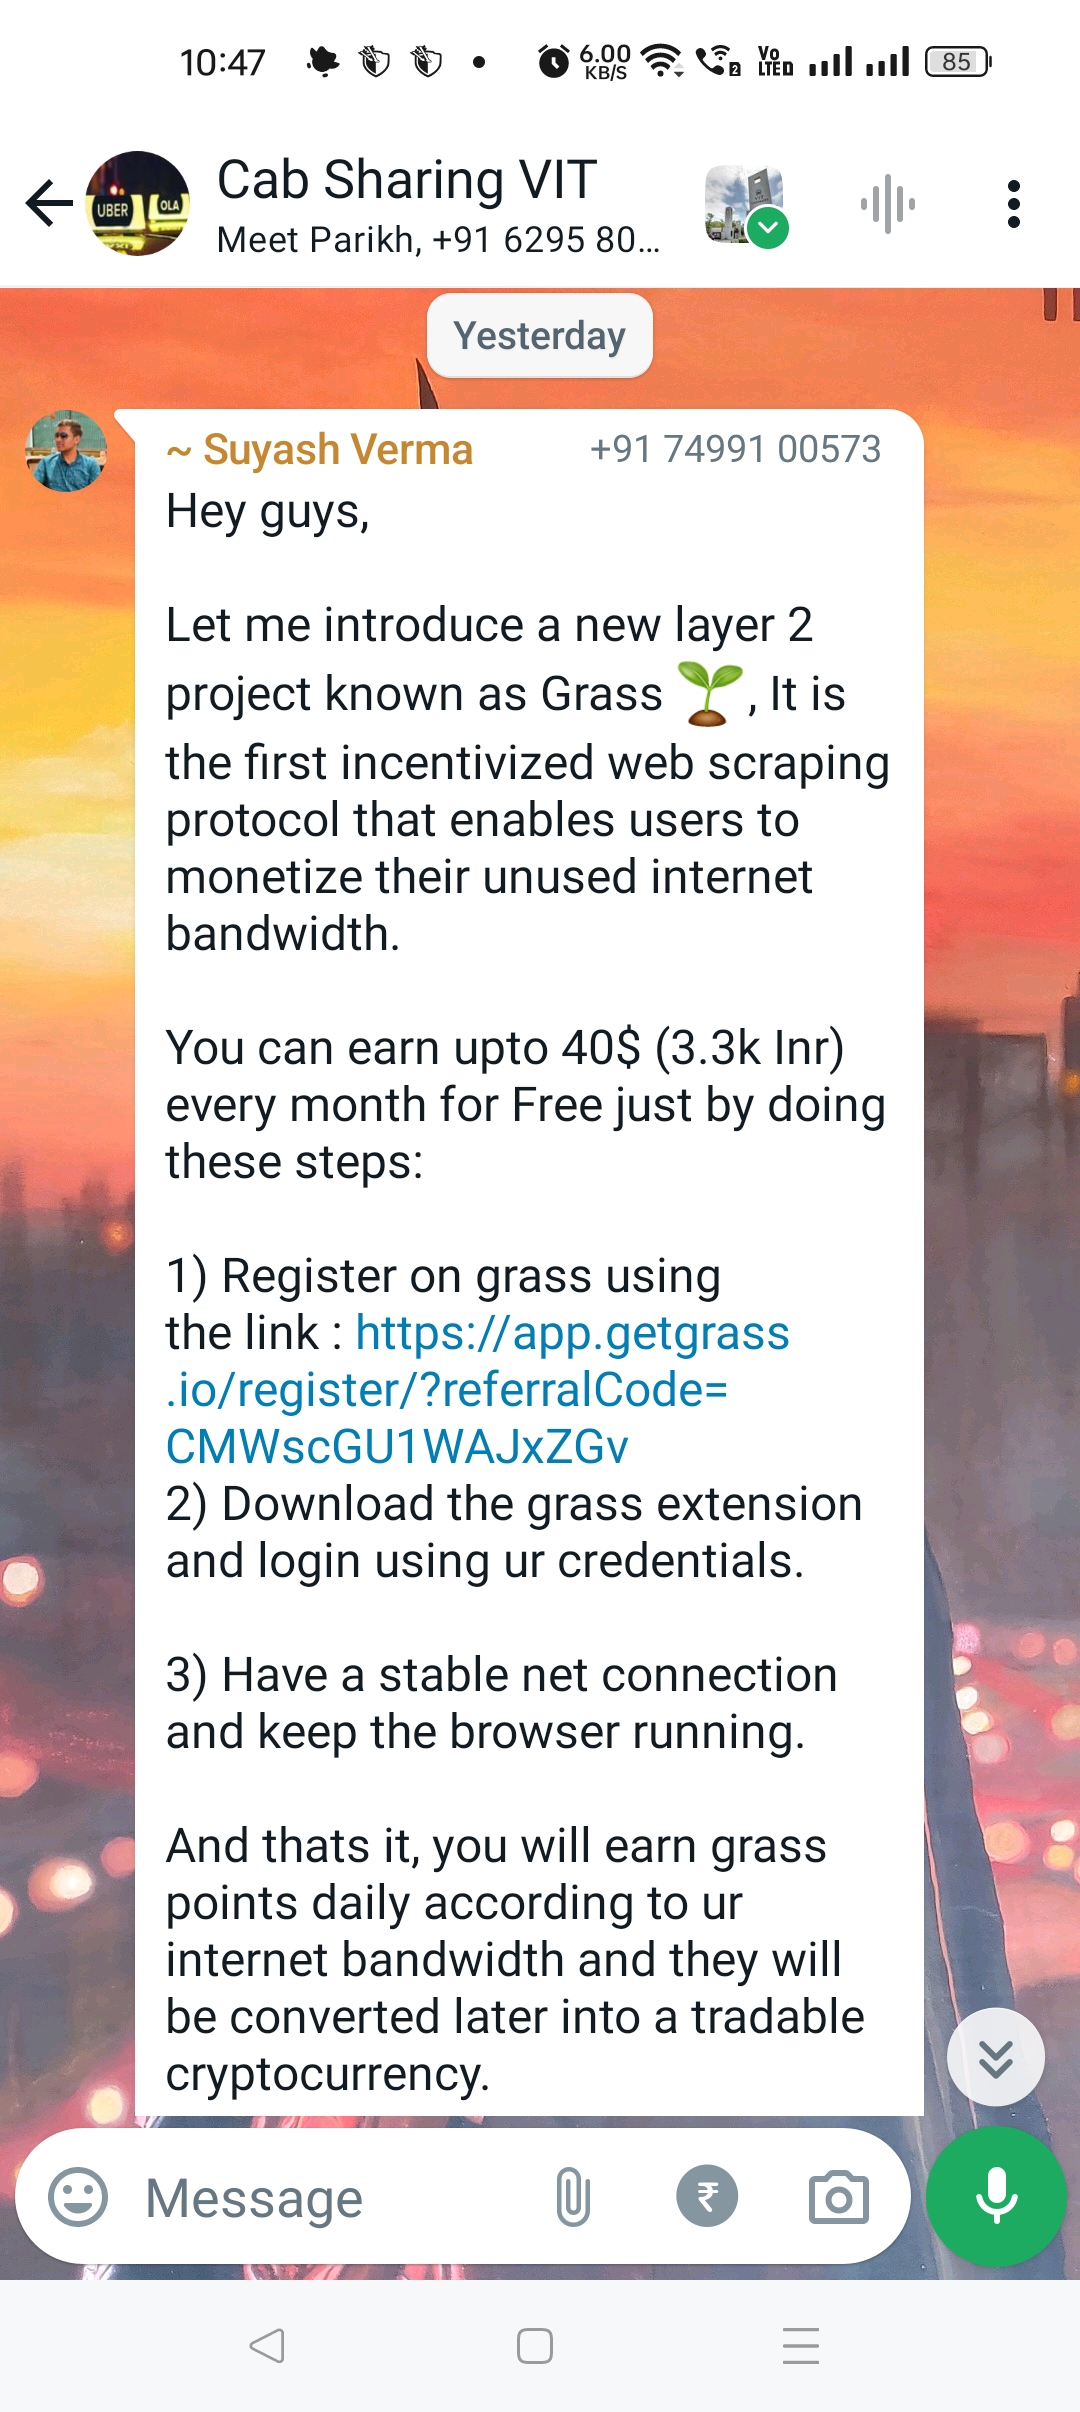 10:47
6.00
KB/S
2
Vo
LTED
85
UBER
OLA
Cab Sharing VIT
Meet Parikh, +91 6295 80...
Yesterday
~ Suyash Verma +91 74991 00573
Hey guys,
Let me introduce a new layer 2
project known as Grass 🌱, It is
the first incentivized web scraping
protocol that enables users to
monetize their unused internet
bandwidth.
You can earn upto 40$ (3.3k Inr)
every month for Free just by doing
these steps:
1) Register on grass using
the link : https://app.getgrass
.io/register/?referralCode=
CMWscGU1WAJxZGv
2) Download the grass extension
and login using ur credentials.
3) Have a stable net connection
and keep the browser running.
And thats it, you will earn grass
points daily according to ur
internet bandwidth and they will
be converted later into a tradable
cryptocurrency.
Message
₹